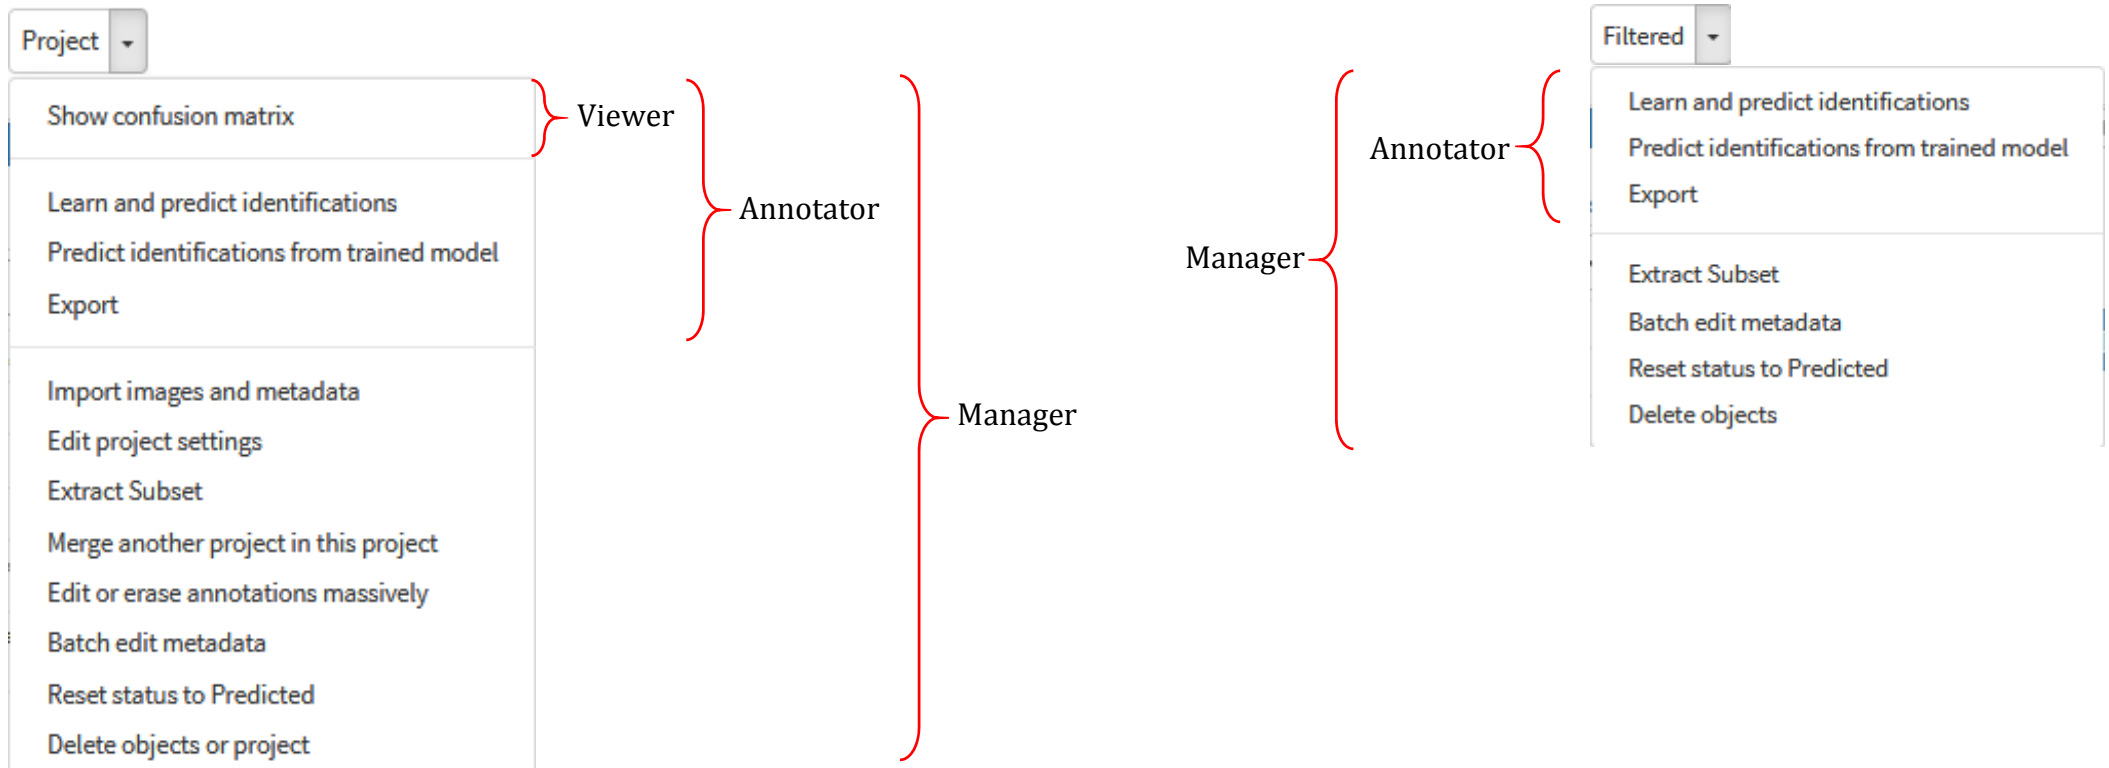 Project
Show confusion matrix
Viewer
Learn and predict identifications
Predict identifications from trained model
Export
Annotator
Import images and metadata
Edit project settings
Extract Subset
Merge another project in this project
Edit or erase annotations massively
Batch edit metadata
Reset status to Predicted
Delete objects or project
Manager
Filtered
Learn and predict identifications
Predict identifications from trained model
Export
Annotator
Manager
Extract Subset
Batch edit metadata
Reset status to Predicted
Delete objects